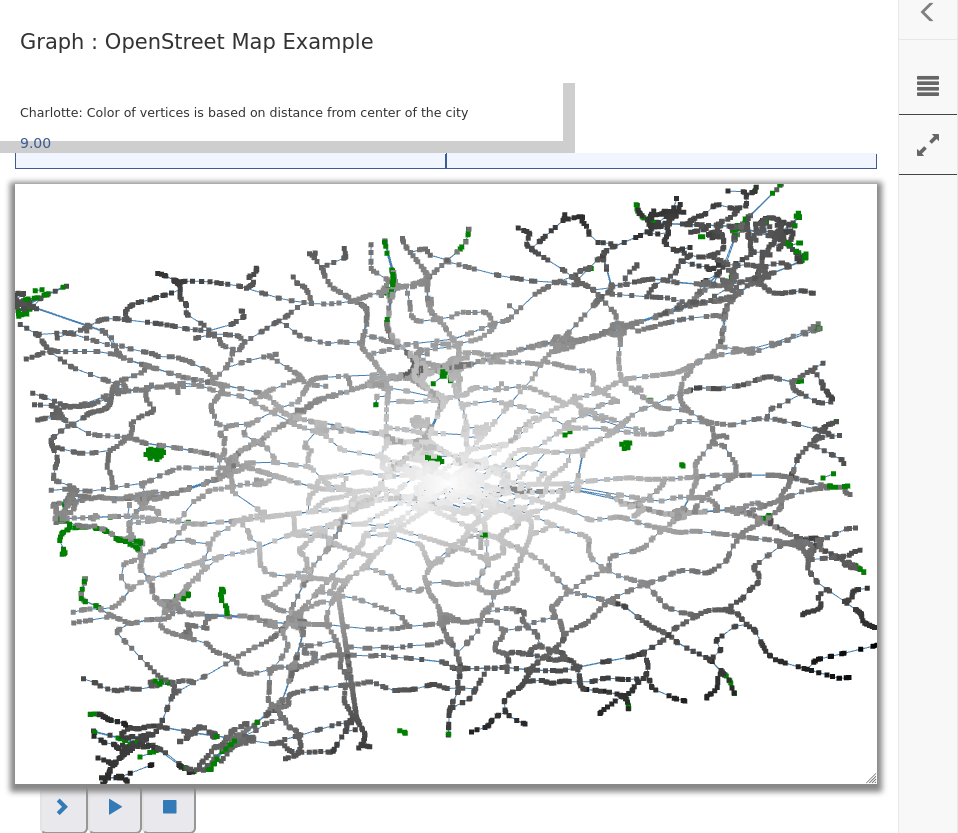 Graph : OpenStreet Map Example
Charlotte: Color of vertices is based on distance from center of the city
9.00